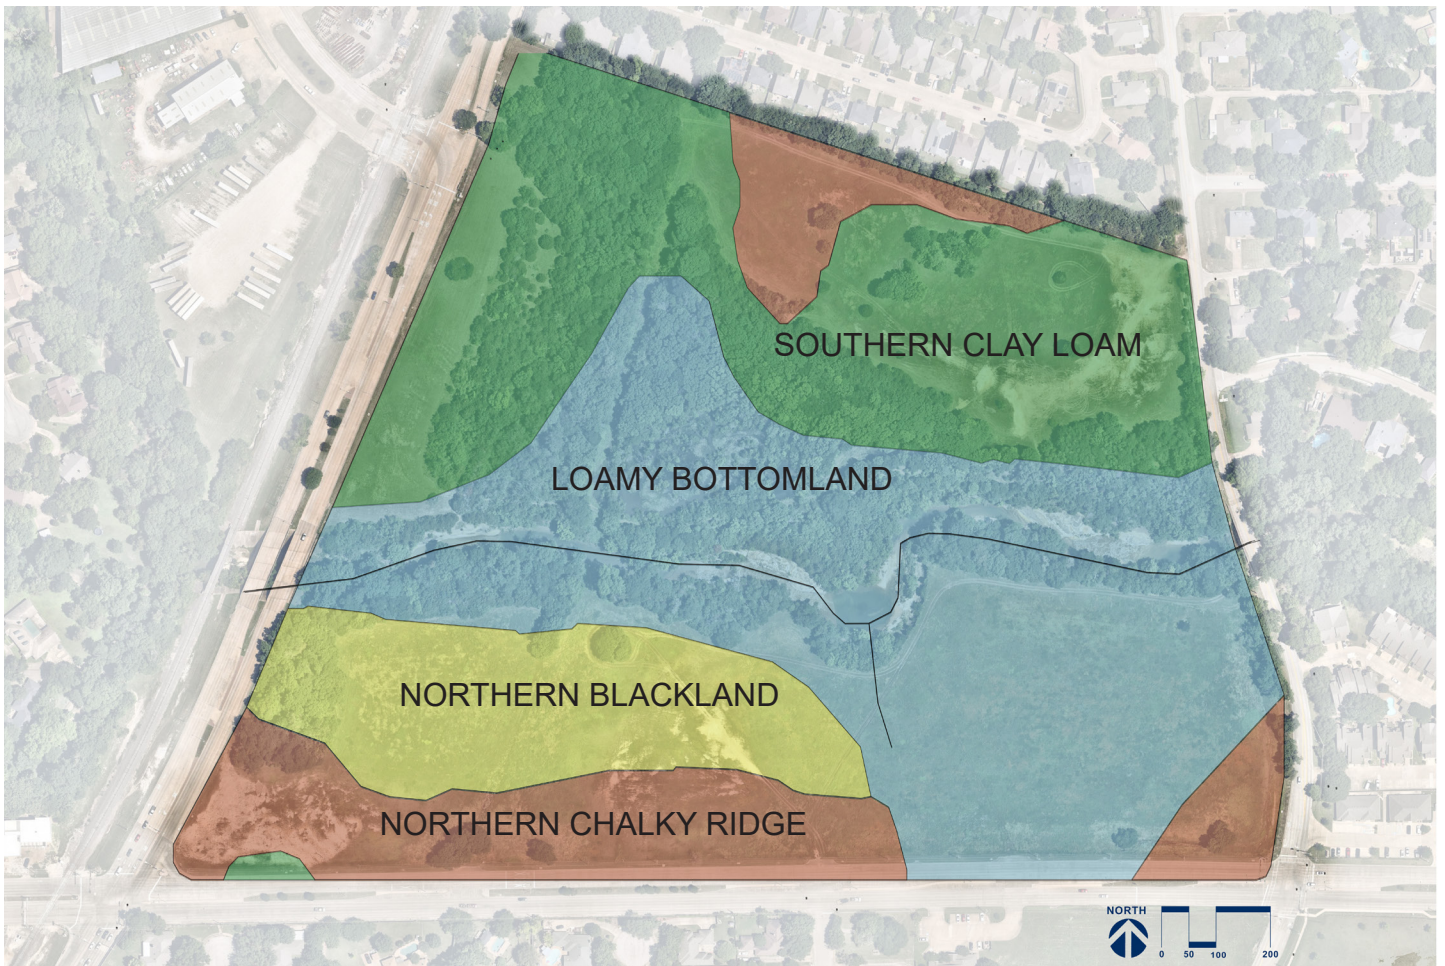 SOUTHERN CLAY LOAM
LOAMY BOTTOMLAND
NORTHERN BLACKLAND
NORTHERN CHALKY RIDGE
NORTH
0 50 100 200